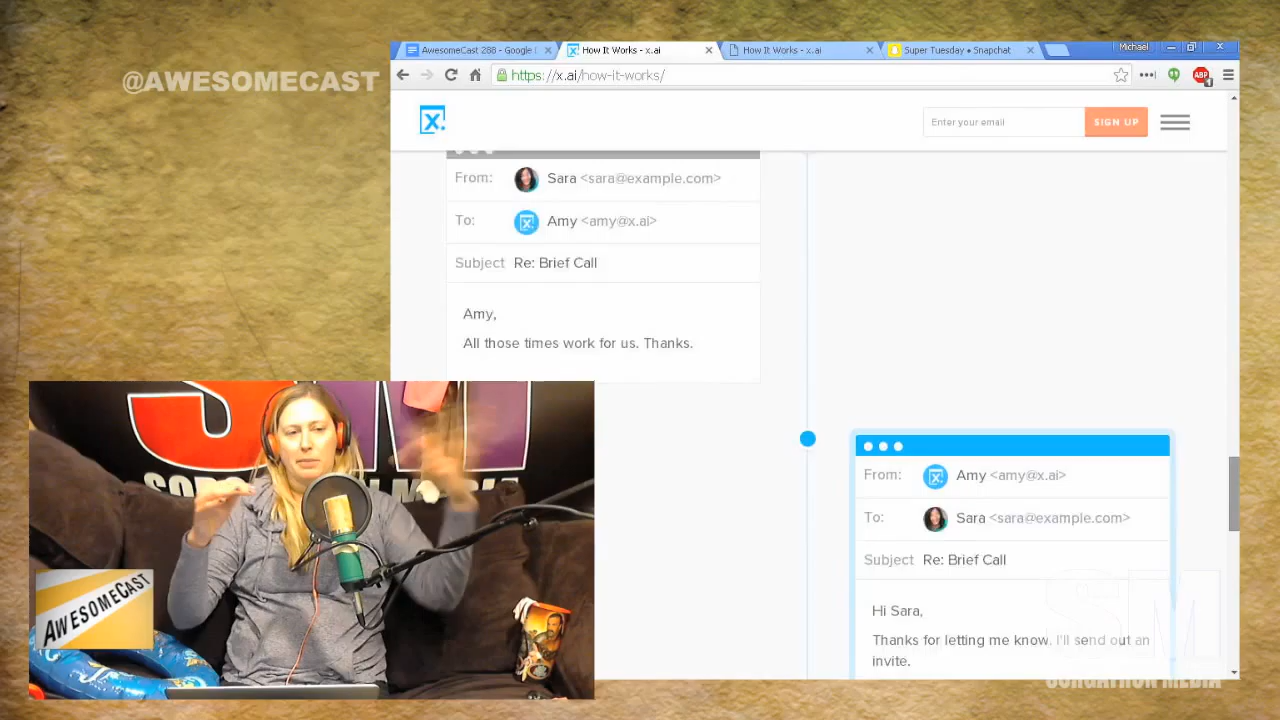 @AWESOMECAST
AwesomeCast 288 - Google
How It Works - x.ai
How It Works - x.ai
Super Tuesday • Snapchat
Michael
https://x.ai/how-it-works/
ABP
1
x.
Enter your email
SIGN UP
From: Sara <sara@example.com>
To: Amy <amy@x.ai>
Subject Re: Brief Call
Amy,
All those times work for us. Thanks.
From: Amy <amy@x.ai>
To: Sara <sara@example.com>
Subject Re: Brief Call
Hi Sara,
Thanks for letting me know. I'll send out an
invite.
AWESOMECAST
SORGATRON MEDIA